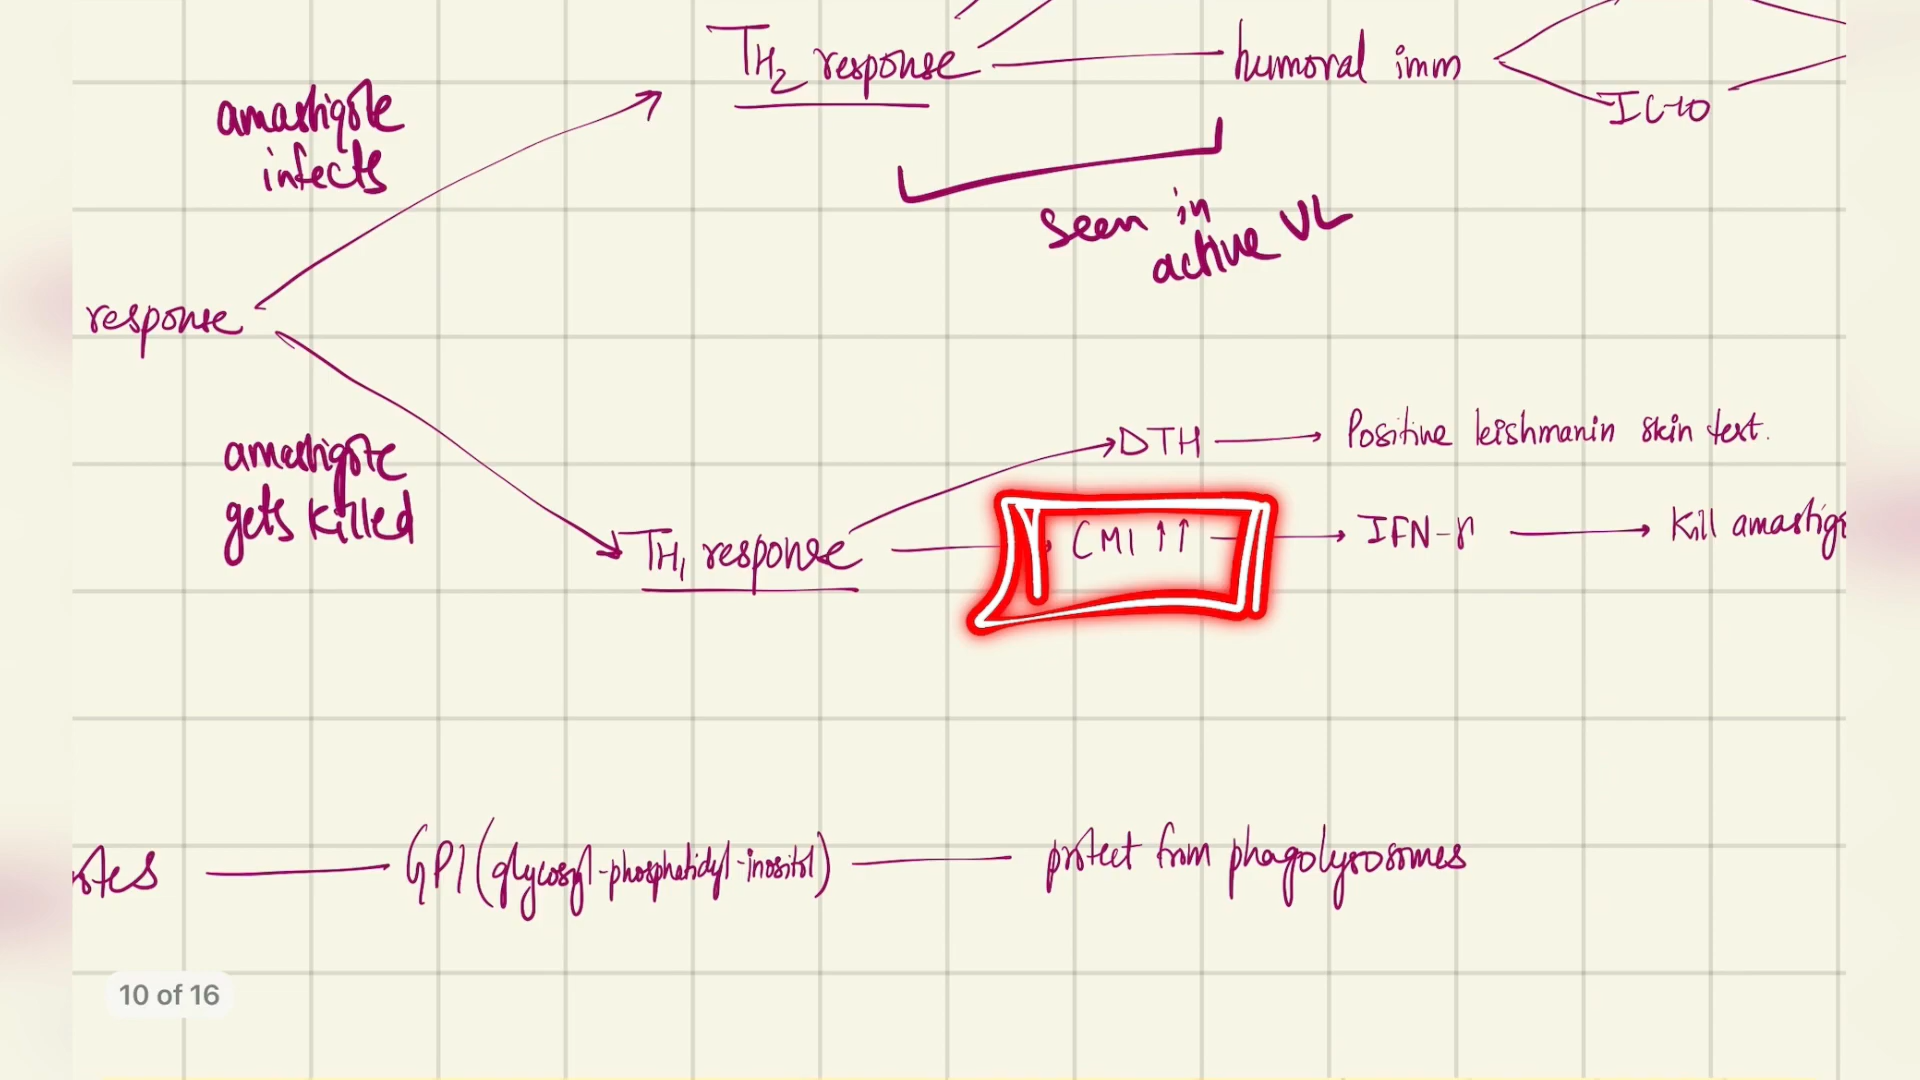 TH2 response
humoral imm
IL-10
amastigote
infects
seen in
active VL
response
amastigote
gets killed
DTH
Positive leishmanin skin test.
TH1 response
CMI ↑↑
IFN-γ
Kill amastig
GPI (glycosyl-phosphatidyl-inositol)
protect from phagolysosomes
10 of 16